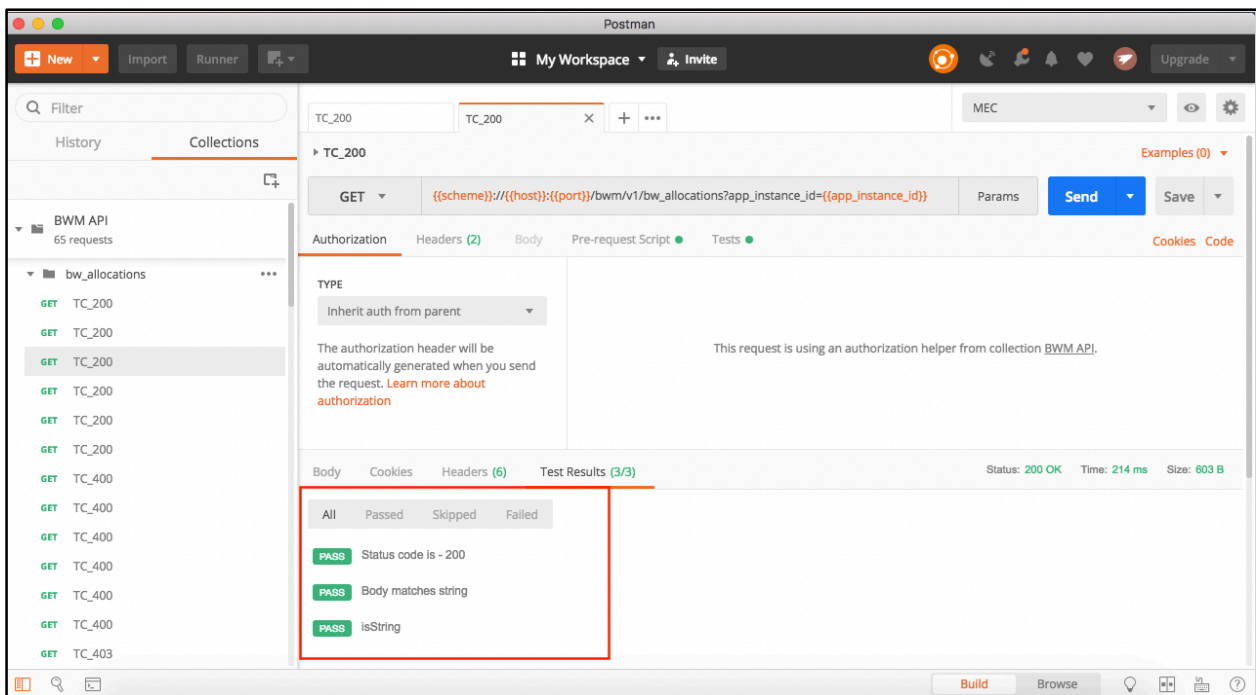 Postman
New
Import
Runner
My Workspace
Invite
Upgrade
Filter
History
Collections
BWM API
65 requests
bw_allocations
GET TC_200
GET TC_200
GET TC_200
GET TC_200
GET TC_200
GET TC_200
GET TC_400
GET TC_400
GET TC_400
GET TC_400
GET TC_400
GET TC_400
GET TC_403
TC_200
TC_200
MEC
TC_200
Examples (0)
GET
{{scheme}}://{{host}}:{{port}}/bwm/v1/bw_allocations?app_instance_id={{app_instance_id}}
Params
Send
Save
Authorization
Headers (2)
Body
Pre-request Script
Tests
Cookies
Code
TYPE
Inherit auth from parent
The authorization header will be
automatically generated when you send
the request. Learn more about
authorization
This request is using an authorization helper from collection BWM API.
Body
Cookies
Headers (6)
Test Results (3/3)
Status: 200 OK
Time: 214 ms
Size: 603 B
All
Passed
Skipped
Failed
PASS Status code is - 200
PASS Body matches string
PASS isString
Build
Browse